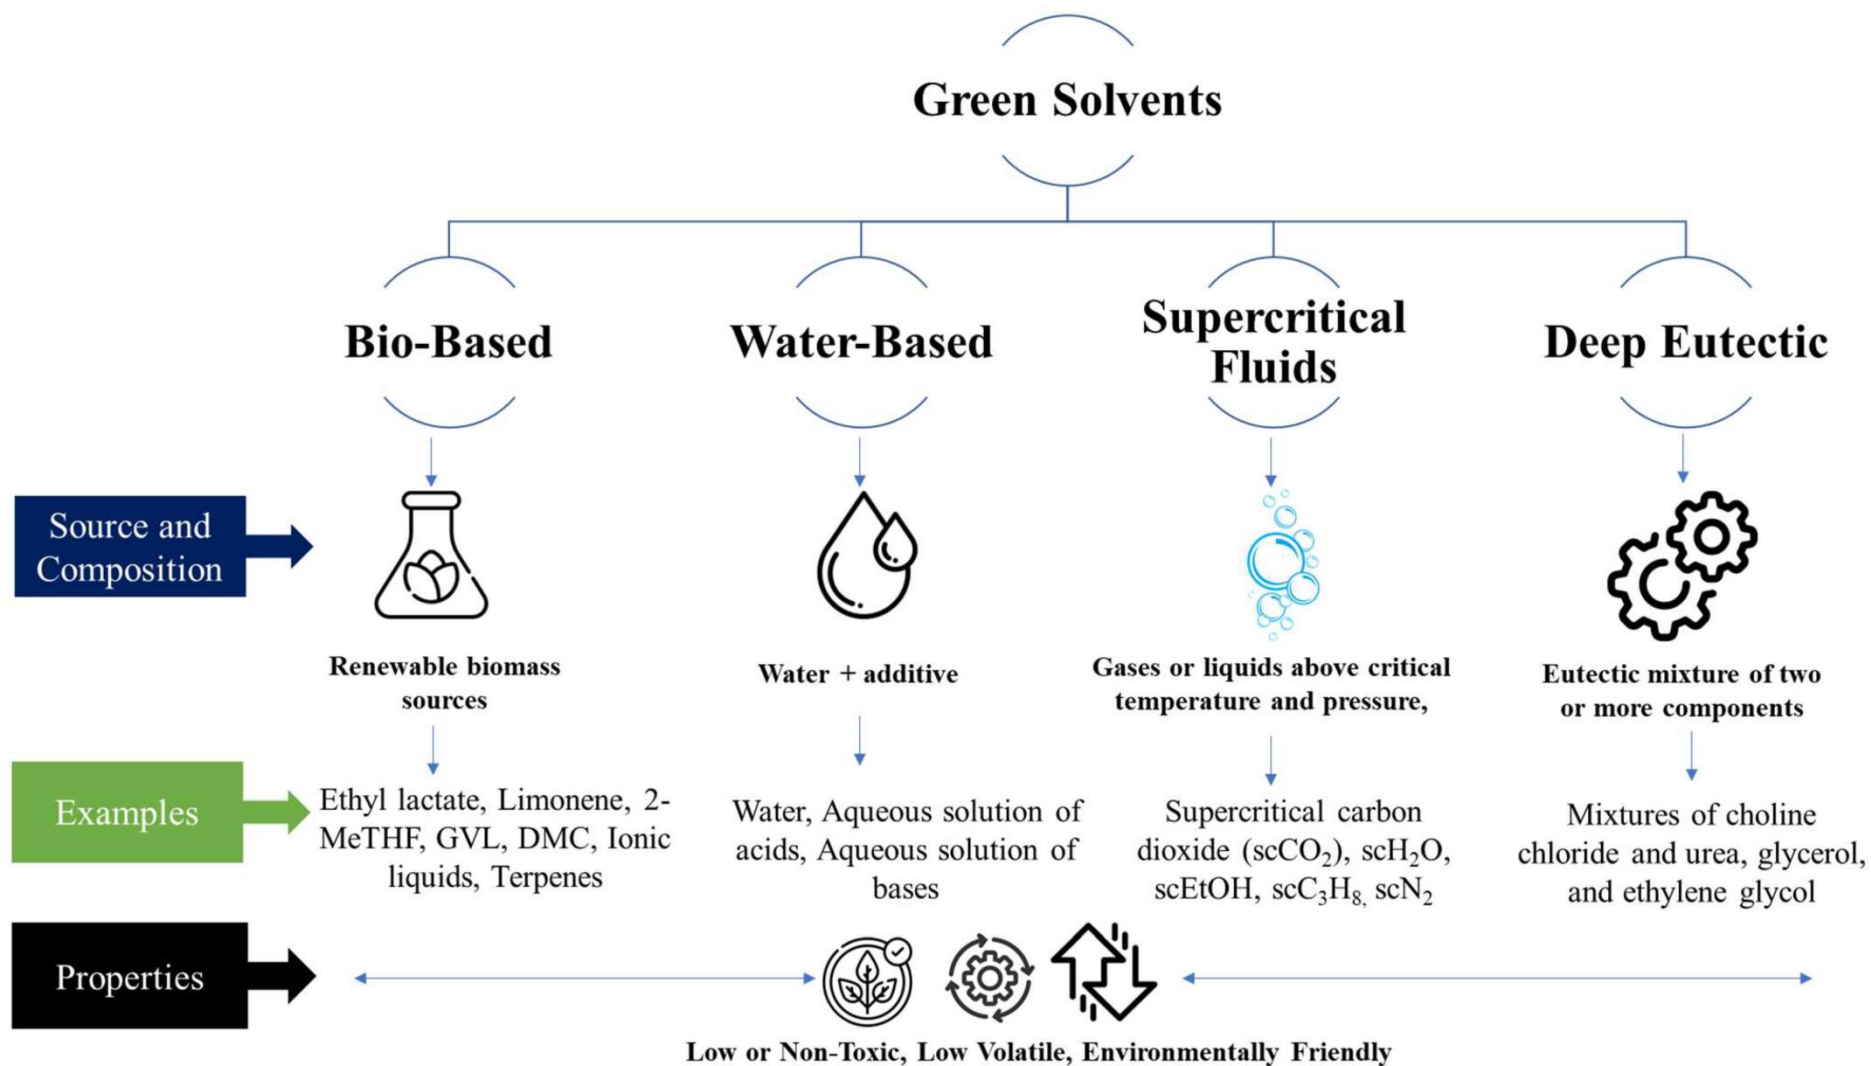 Green Solvents
Bio-Based
Water-Based
Supercritical
Fluids
Deep Eutectic
Source and
Composition
Renewable biomass
sources
Water + additive
Gases or liquids above critical
temperature and pressure,
Eutectic mixture of two
or more components
Examples
Ethyl lactate, Limonene, 2-
MeTHF, GVL, DMC, Ionic
liquids, Terpenes
Water, Aqueous solution of
acids, Aqueous solution of
bases
Supercritical carbon
dioxide (scCO₂), scH₂O,
scEtOH, scC₃H₈, scN₂
Mixtures of choline
chloride and urea, glycerol,
and ethylene glycol
Properties
Low or Non-Toxic, Low Volatile, Environmentally Friendly